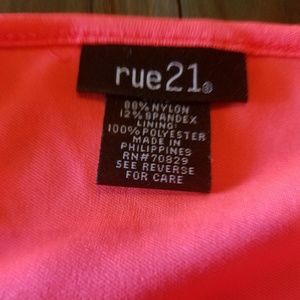 rue21®
88% NYLON
12% SPANDEX
LINING:
100% POLYESTER
MADE IN
PHILIPPINES
RN# 70829
SEE REVERSE
FOR CARE